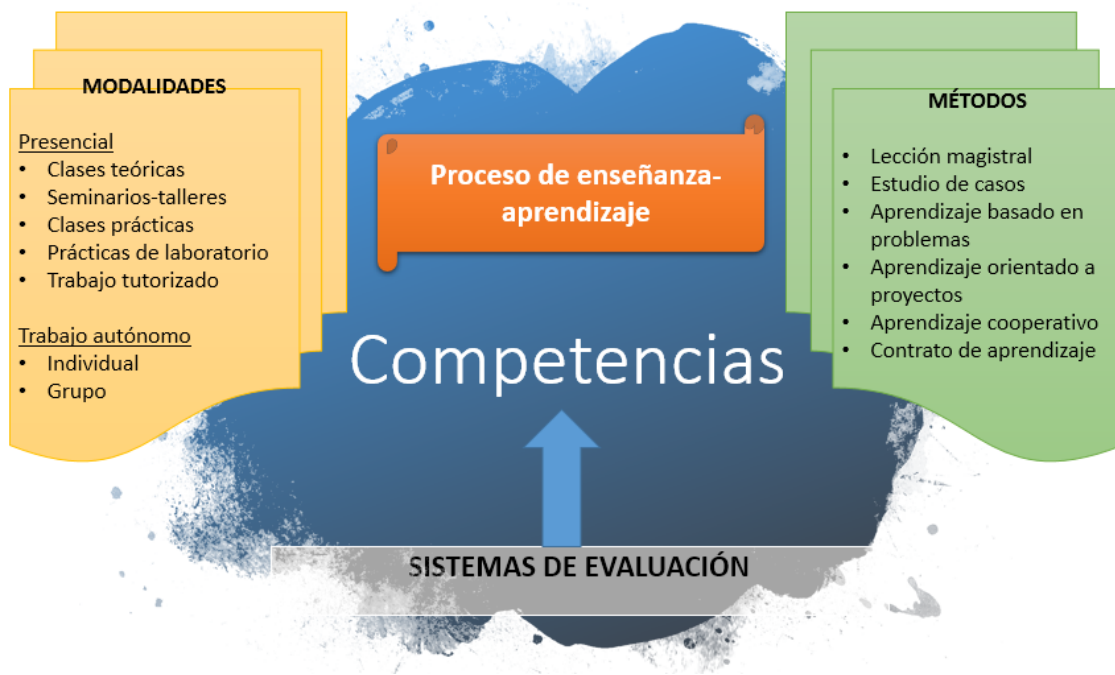 MODALIDADES
Presencial
• Clases teóricas
• Seminarios-talleres
• Clases prácticas
• Prácticas de laboratorio
• Trabajo tutorizado
Trabajo autónomo
• Individual
• Grupo
Proceso de enseñanza-
aprendizaje
Competencias
SISTEMAS DE EVALUACIÓN
MÉTODOS
• Lección magistral
• Estudio de casos
• Aprendizaje basado en
problemas
• Aprendizaje orientado a
proyectos
• Aprendizaje cooperativo
• Contrato de aprendizaje